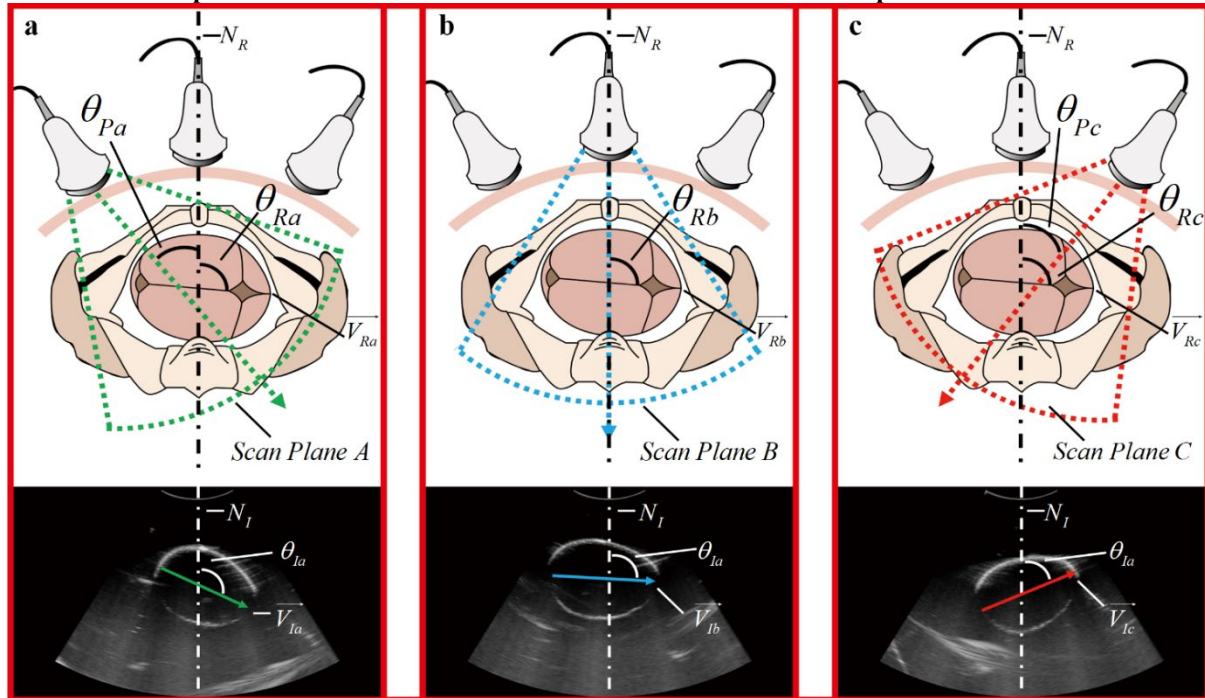 a
N_R
θ_Pa
θ_Ra
V_Ra
Scan Plane A
N_I
θ_Ia
V_Ia
b
N_R
θ_Rb
V_Rb
Scan Plane B
N_I
θ_Ia
V_Ib
c
N_R
θ_Pc
θ_Rc
V_Rc
Scan Plane C
N_I
θ_Ia
V_Ic